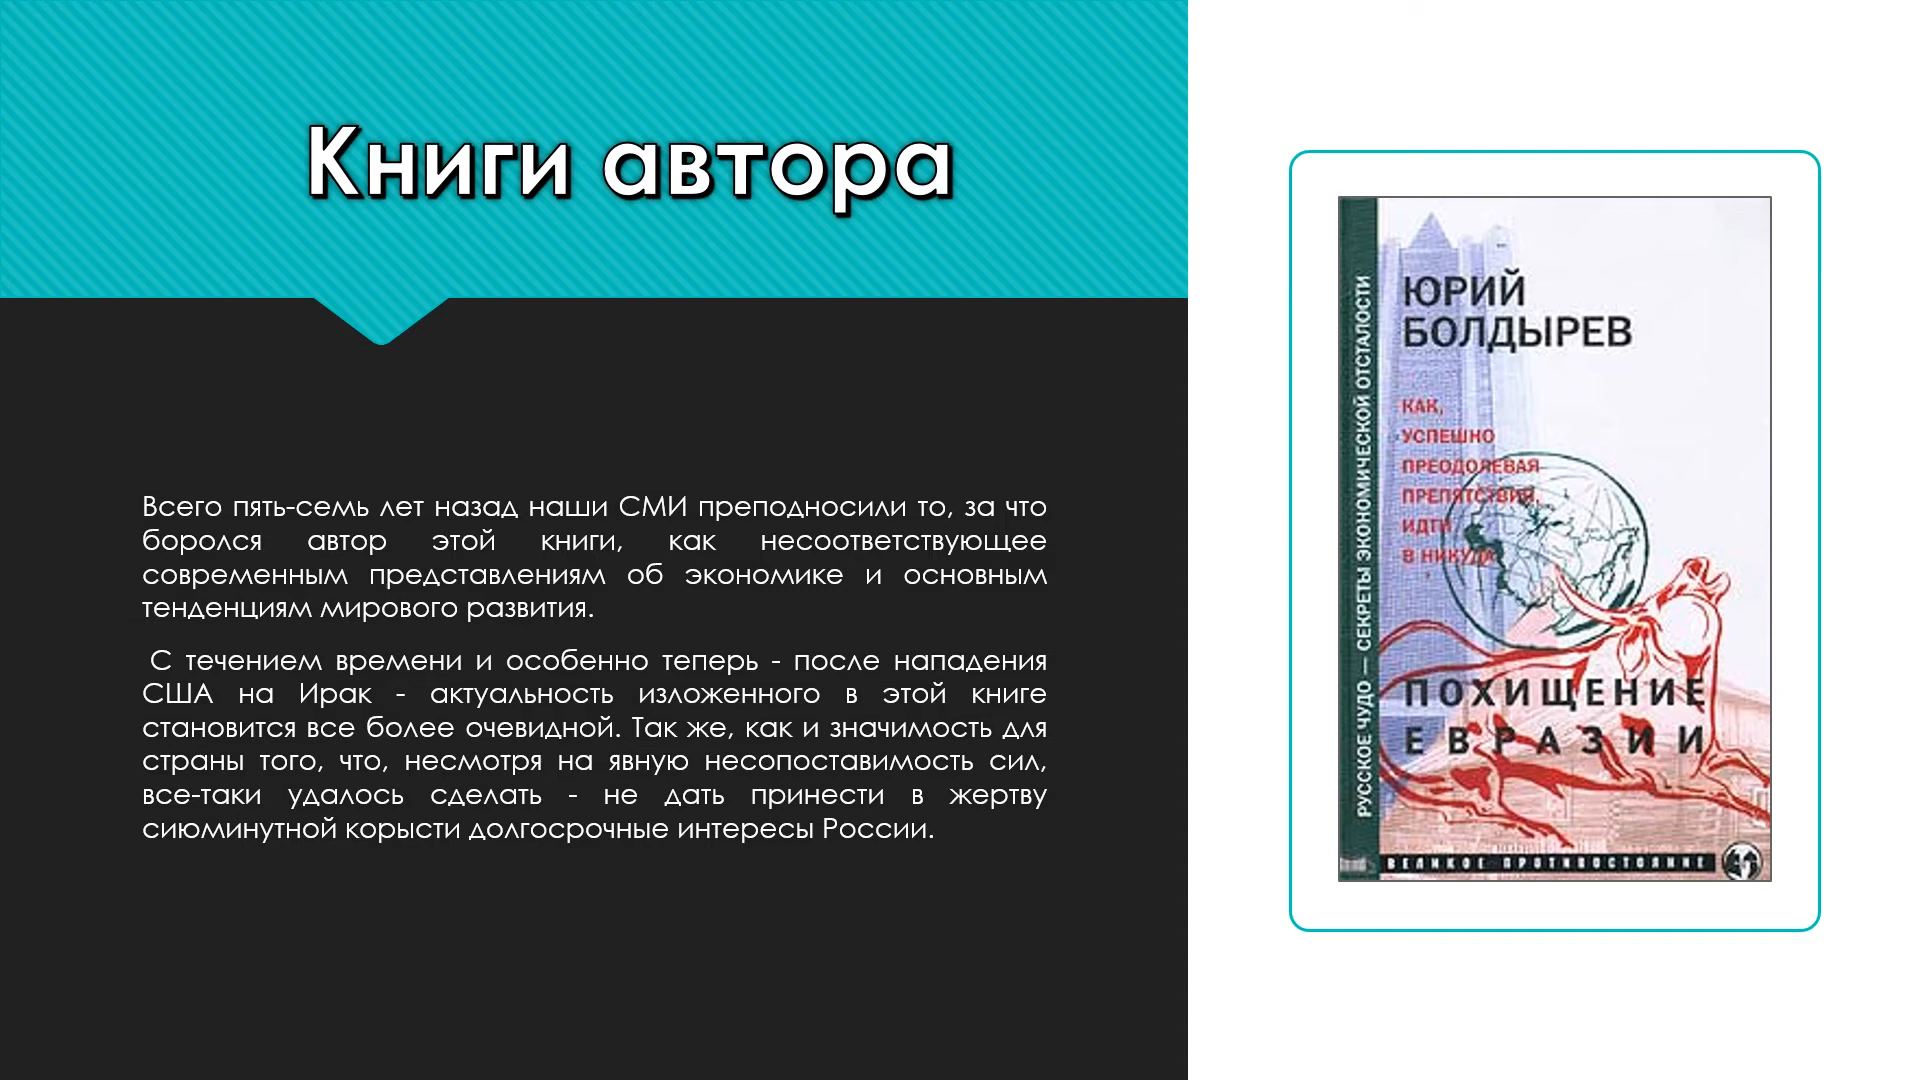 Книги автора
Всего пять-семь лет назад наши СМИ преподносили то, за что
боролся автор этой книги, как несоответствующее
современным представлениям об экономике и основным
тенденциям мирового развития.
С течением времени и особенно теперь - после нападения
США на Ирак - актуальность изложенного в этой книге
становится все более очевидной. Так же, как и значимость для
страны того, что, несмотря на явную несопоставимость сил,
все-таки удалось сделать - не дать принести в жертву
сиюминутной корысти долгосрочные интересы России.
РУССКОЕ ЧУДО — СЕКРЕТЫ ЭКОНОМИЧЕСКОЙ ОТСТАЛОСТИ
ЮРИЙ
БОЛДЫРЕВ
КАК,
УСПЕШНО
ПРЕОДОЛЕВАЯ
ПРЕПЯТСТВИЯ,
ИДТИ
В НИКУДА
ПОХИЩЕНИЕ
ЕВРАЗИИ
ВЕЛИКОЕ ПРОТИВОСТОЯНИЕ